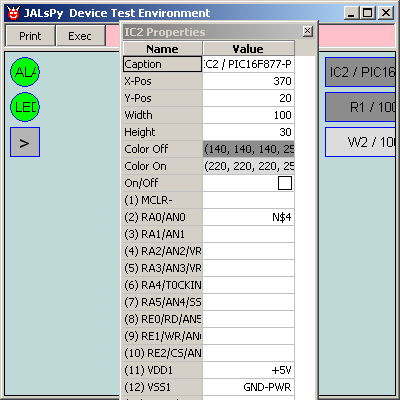 JALsPy Device Test Environment
Print Exec
IC2 Properties
Name Value
Caption IC2 / PIC16F877-P
X-Pos 370
Y-Pos 20
Width 100
Height 30
Color Off (140, 140, 140, 25
Color On (220, 220, 220, 25
On/Off
(1) MCLR-
(2) RA0/AN0 N$4
(3) RA1/AN1
(4) RA2/AN2/VR
(5) RA3/AN3/VR
(6) RA4/T0CKIN
(7) RA5/AN4/SS
(8) RE0/RD/AN5
(9) RE1/WR/AN
(10) RE2/CS/AN
(11) VDD1 +5V
(12) VSS1 GND-PWR
ALA
LED
>
IC2 / PIC16
R1 / 100
W2 / 100